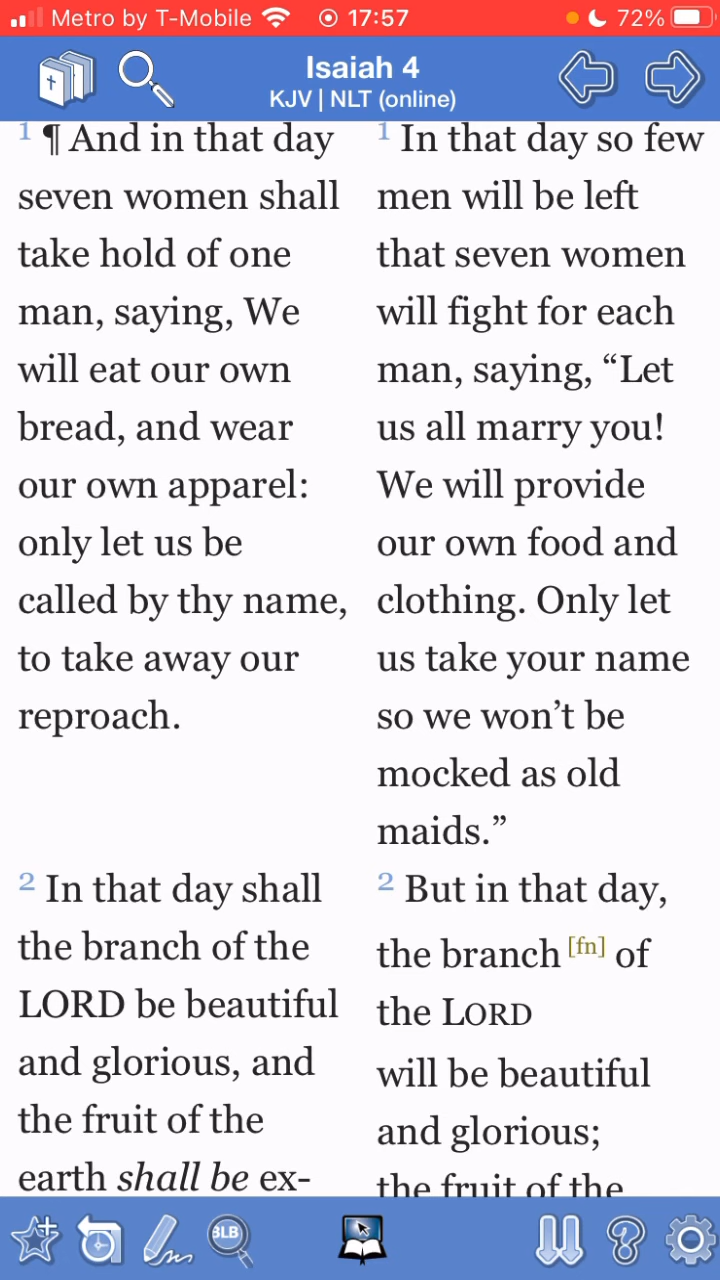 Metro by T-Mobile 17:57 72%
Isaiah 4
KJV | NLT (online)
1 ¶ And in that day
seven women shall
take hold of one
man, saying, We
will eat our own
bread, and wear
our own apparel:
only let us be
called by thy name,
to take away our
reproach.
2 In that day shall
the branch of the
LORD be beautiful
and glorious, and
the fruit of the
earth shall be ex-
1 In that day so few
men will be left
that seven women
will fight for each
man, saying, “Let
us all marry you!
We will provide
our own food and
clothing. Only let
us take your name
so we won’t be
mocked as old
maids.”
2 But in that day,
the branch [fn] of
the LORD
will be beautiful
and glorious;
the fruit of the
BLB